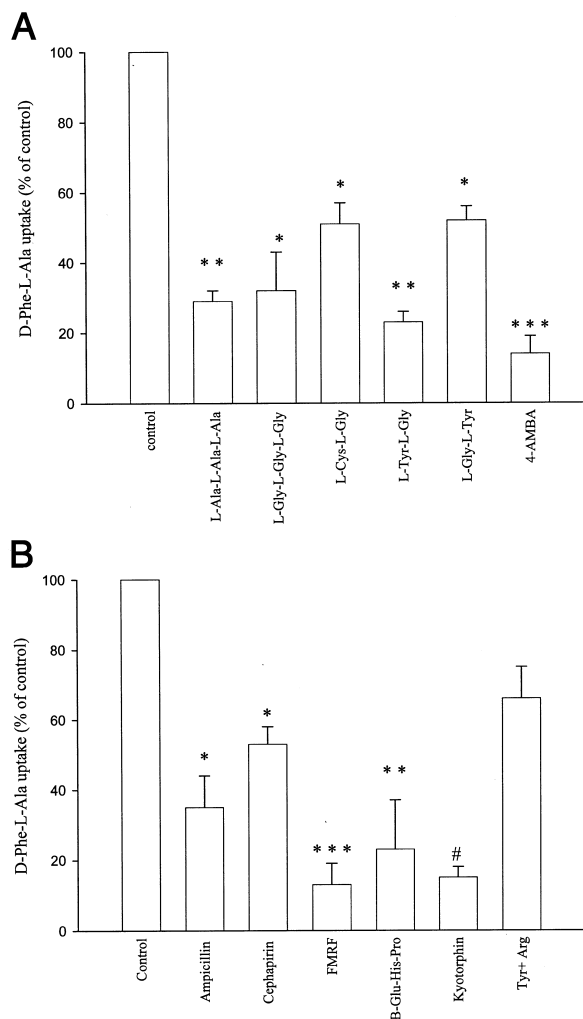 A
D-Phe-L-Ala uptake (% of control)
100
80
60
40
20
0
**
*
*
**
*
***
control
L-Ala-L-Ala-L-Ala
L-Gly-L-Gly-L-Gly
L-Cys-L-Gly
L-Tyr-L-Gly
L-Gly-L-Tyr
4-AMBA
B
D-Phe-L-Ala uptake (% of control)
100
80
60
40
20
0
*
*
***
**
#
Control
Ampicillin
Cephapirin
FMRF
B-Glu-His-Pro
Kyotorphin
Tyr+ Arg